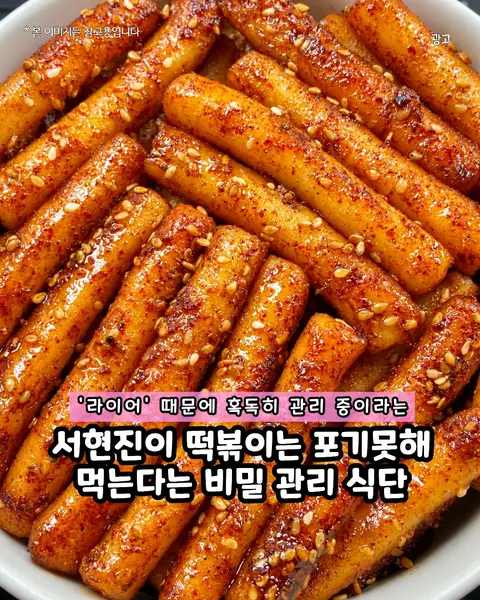 * 본 이미지는 참고용입니다
광고
'라이어' 때문에 혹독히 관리 중이라는
서현진이 떡볶이는 포기못해
먹는다는 비밀 관리 식단